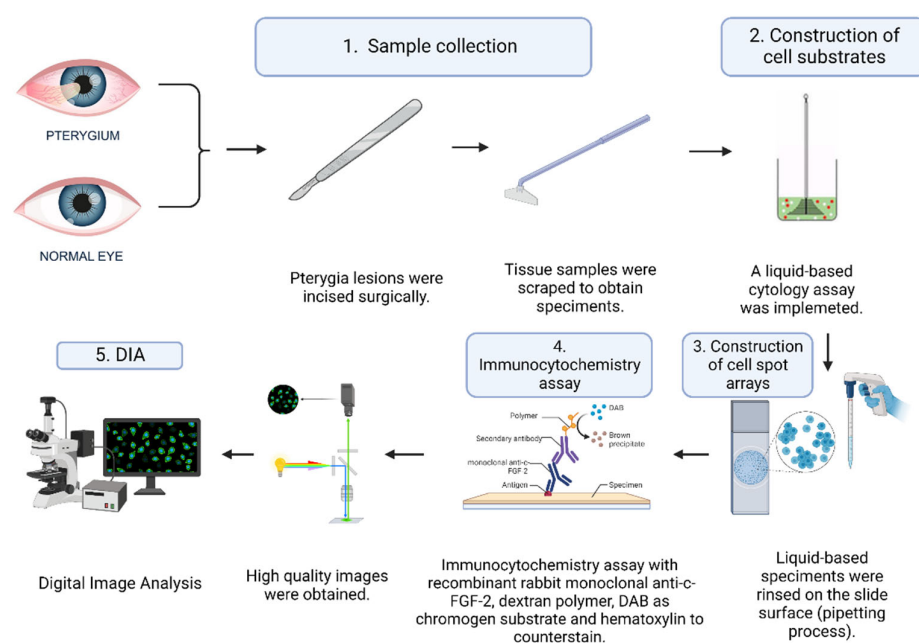 1. Sample collection
2. Construction of
cell substrates
PTERYGIUM
NORMAL EYE
Pterygia lesions were
incised surgically.
Tissue samples were
scraped to obtain
speciments.
A liquid-based
cytology assay
was implemeted.
3. Construction
of cell spot
arrays
4.
Immunocytochemistry
assay
5. DIA
DAB
Polymer
Brown
precipitate
Secondary antibody
monoclonal anti-c-
FGF-2
Antigen
Specimen
Liquid-based
speciments were
rinsed on the slide
surface (pipetting
process).
Immunocytochemistry assay with
recombinant rabbit monoclonal anti-c-
FGF-2, dextran polymer, DAB as
chromogen substrate and hematoxylin to
counterstain.
High quality images
were obtained.
Digital Image Analysis